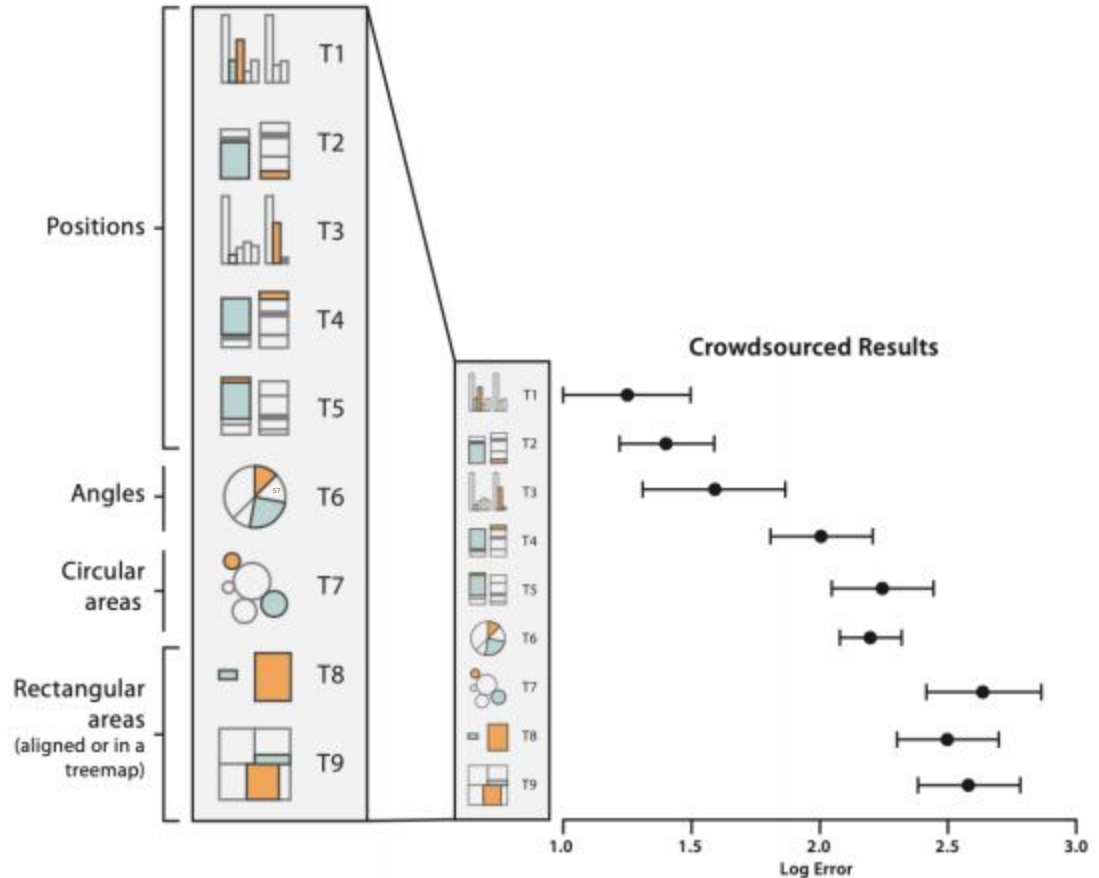 T1
T2
Positions
T3
T4
T5
Angles
57
T6
Circular
areas
T7
Rectangular
areas
(aligned or in a
treemap)
T8
T9
Crowdsourced Results
T1
T2
T3
T4
T5
T6
T7
T8
T9
1.0 1.5 2.0 2.5 3.0
Log Error